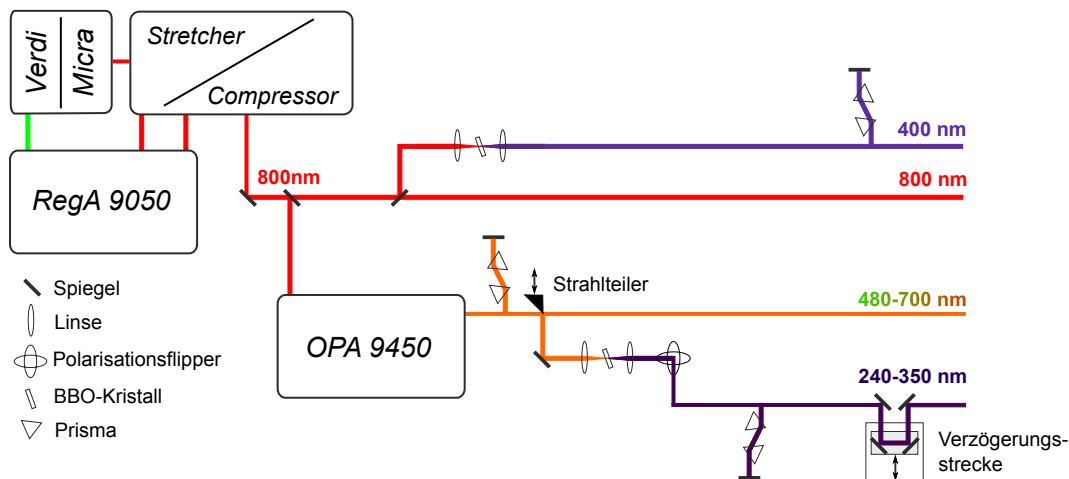 Verdi
Micra
Stretcher
Compressor
400 nm
800nm
800 nm
RegA 9050
Spiegel
Linse
Polarisationsflipper
BBO-Kristall
Prisma
Strahlteiler
480-700 nm
OPA 9450
240-350 nm
Verzögerungs-
strecke